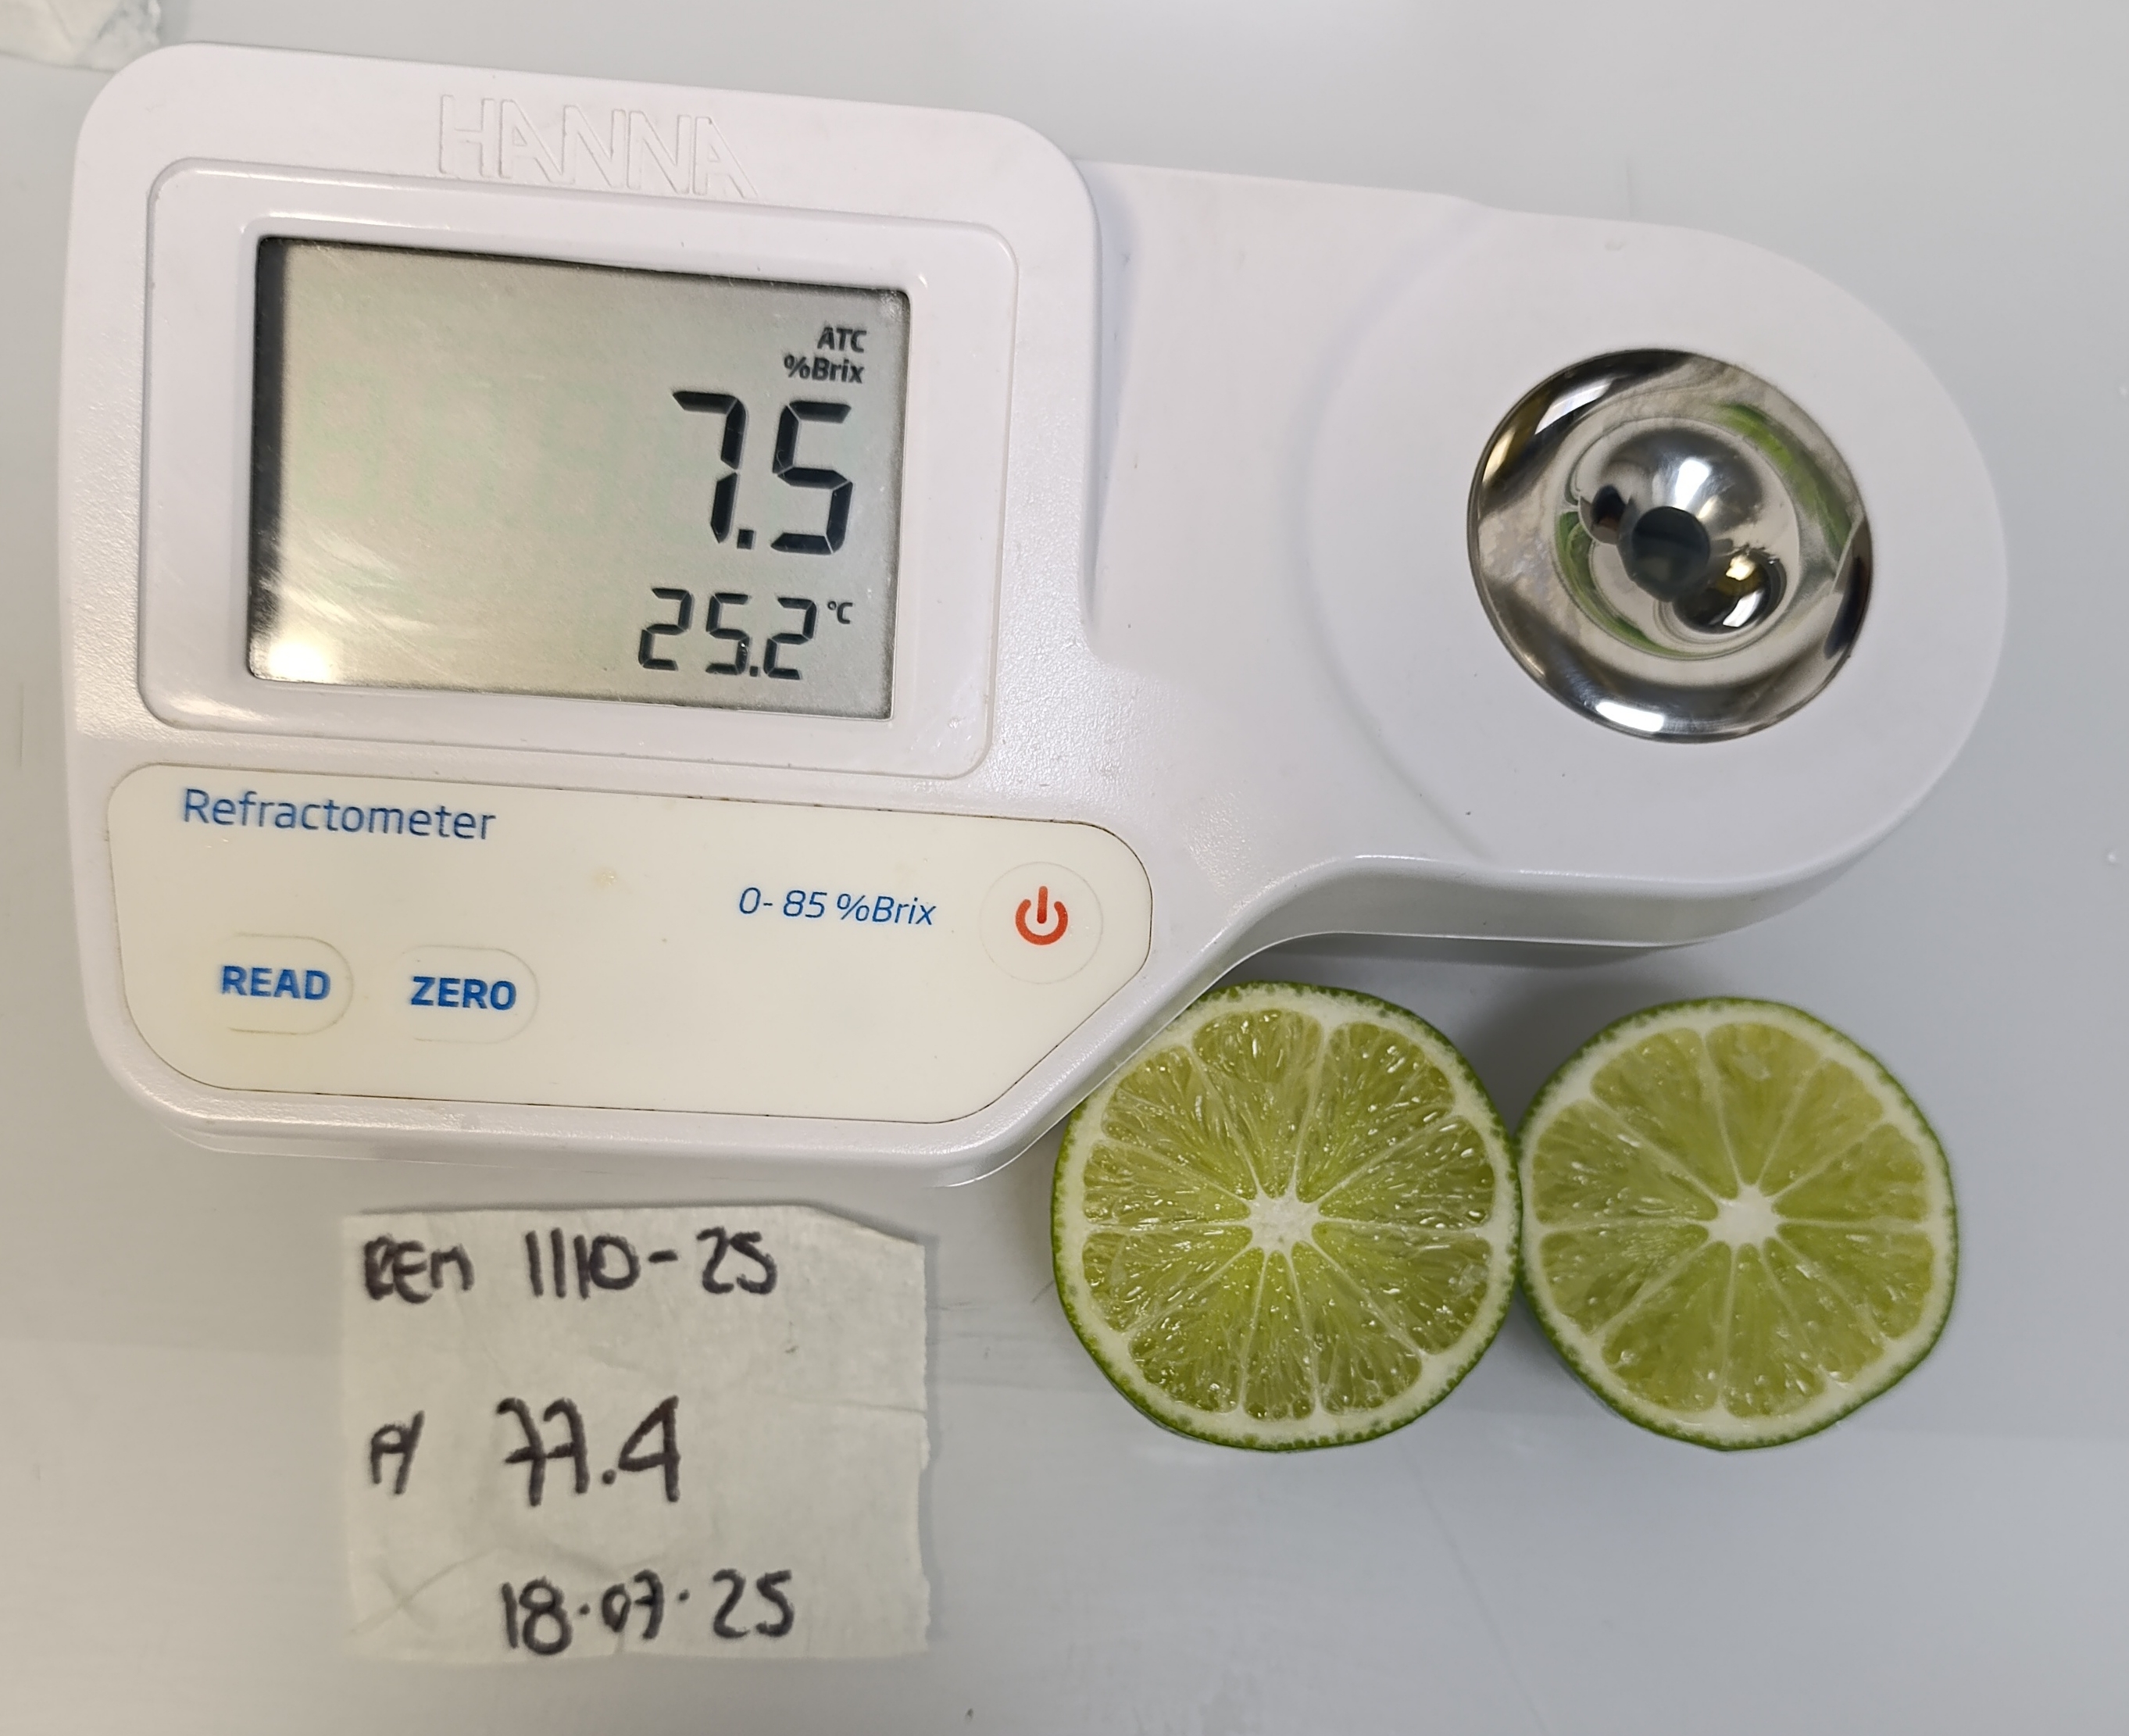 HANNA
ATC
%Brix
7.5
25.2 °C
Refractometer
0-85 %Brix
READ
ZERO
REM 1110-25
A/ 77.4
18.07.25